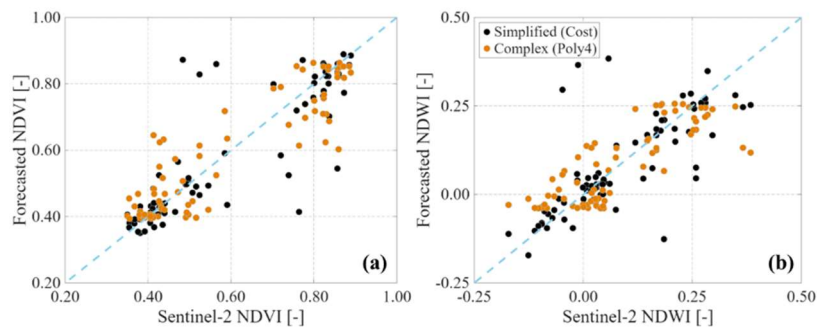 1.00
0.80
0.60
0.40
0.20
0.20
0.40
0.60
0.80
1.00
Forecasted NDVI [-]
Sentinel-2 NDVI [-]
(a)
0.50
0.25
0.00
-0.25
-0.25
0.00
0.25
0.50
Forecasted NDWI [-]
Sentinel-2 NDWI [-]
Simplified (Cost)
Complex (Poly4)
(b)